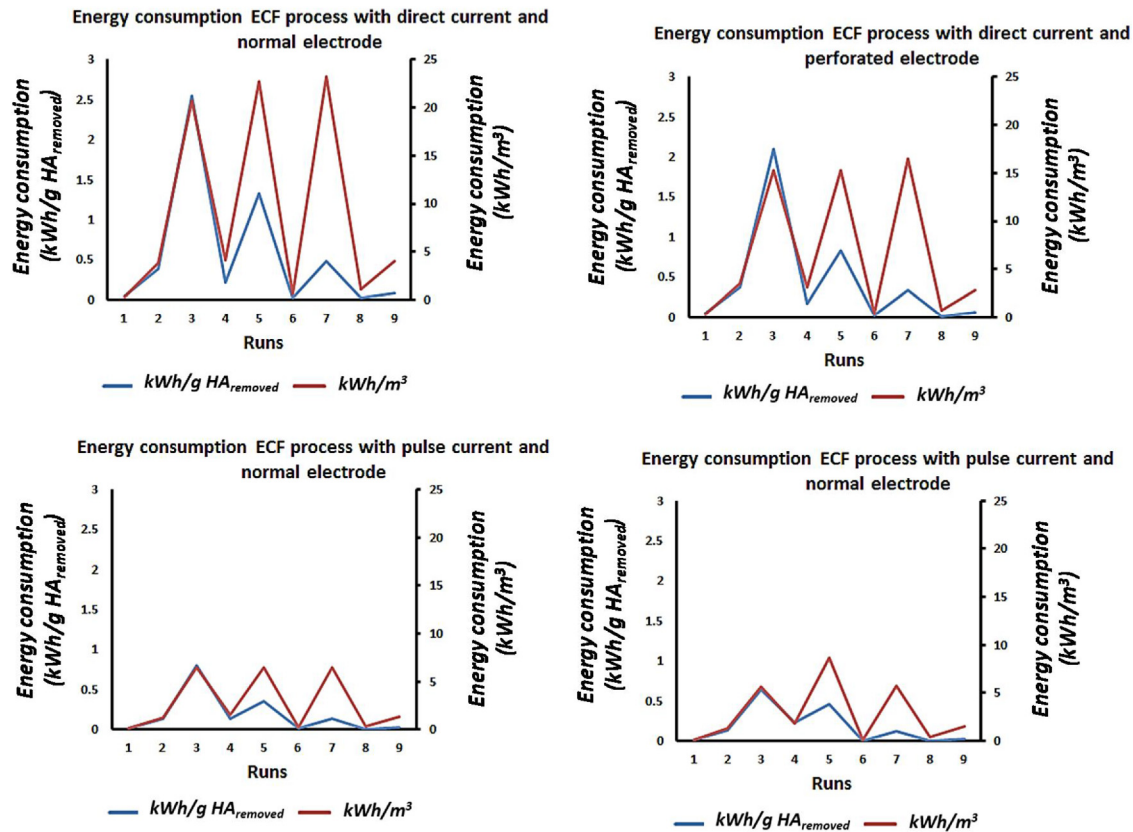 Energy consumption ECF process with direct current and
normal electrode
Energy consumption
(kWh/g HAremoved)
3
2.5
2
1.5
1
0.5
0
25
20
15
10
5
0
Energy consumption
(kWh/m³)
1 2 3 4 5 6 7 8 9
Runs
kWh/g HAremoved kWh/m³
Energy consumption ECF process with direct current and
perforated electrode
Energy consumption
(kWh/g HAremoved)
3
2.5
2
1.5
1
0.5
0
25
20
15
10
5
0
Energy consumption
(kWh/m³)
1 2 3 4 5 6 7 8 9
Runs
kWh/g HAremoved kWh/m³
Energy consumption ECF process with pulse current and
normal electrode
Energy consumption
(kWh/g HAremoved)
3
2.5
2
1.5
1
0.5
0
25
20
15
10
5
0
Energy consumption
(kWh/m³)
1 2 3 4 5 6 7 8 9
Runs
kWh/g HAremoved kWh/m³
Energy consumption ECF process with pulse current and
normal electrode
Energy consumption
(kWh/g HAremoved)
3
2.5
2
1.5
1
0.5
0
25
20
15
10
5
0
Energy consumption
(kWh/m³)
1 2 3 4 5 6 7 8 9
Runs
kWh/g HAremoved kWh/m³